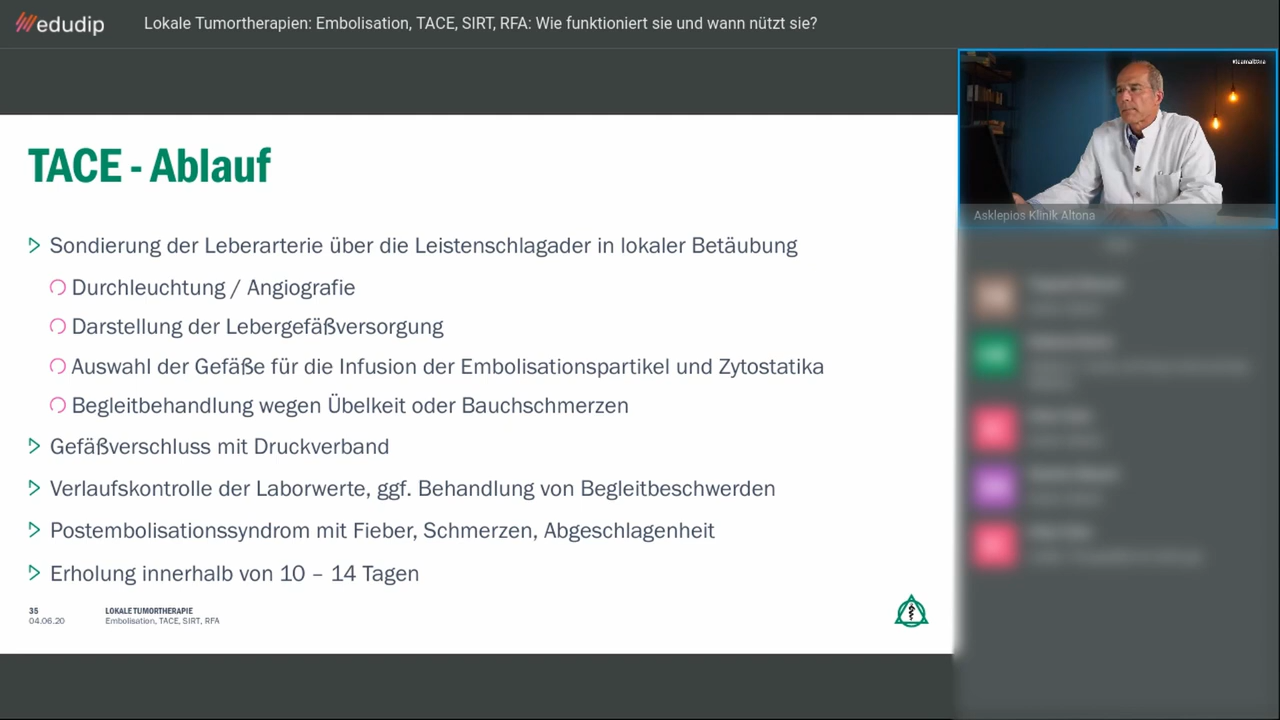 edudip
Lokale Tumortherapien: Embolisation, TACE, SIRT, RFA: Wie funktioniert sie und wann nützt sie?
TACE - Ablauf
Sondierung der Leberarterie über die Leistenschlagader in lokaler Betäubung
Durchleuchtung / Angiografie
Darstellung der Lebergefäßversorgung
Auswahl der Gefäße für die Infusion der Embolisationspartikel und Zytostatika
Begleitbehandlung wegen Übelkeit oder Bauchschmerzen
Gefäßverschluss mit Druckverband
Verlaufskontrolle der Laborwerte, ggf. Behandlung von Begleitbeschwerden
Postembolisationssyndrom mit Fieber, Schmerzen, Abgeschlagenheit
Erholung innerhalb von 10 – 14 Tagen
35
04.06.20
LOKALE TUMORTHERAPIE
Embolisation, TACE, SIRT, RFA
#teamaltona
Asklepios Klinik Altona